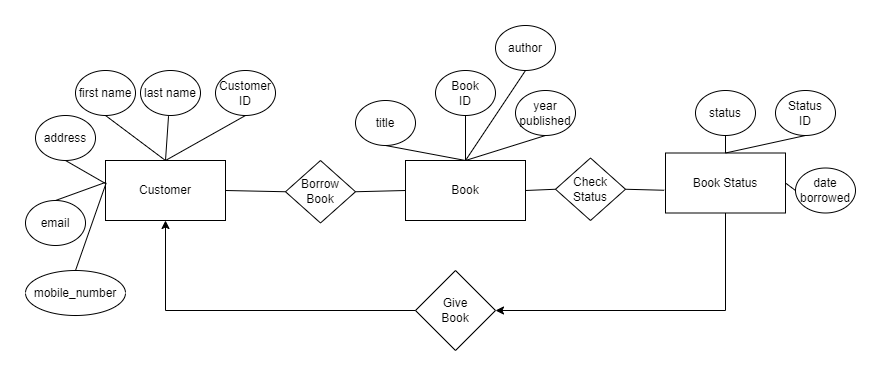 author
first name
last name
Customer
ID
Book
ID
title
year
published
status
Status
ID
address
Customer
Borrow
Book
Book
Check
Status
Book Status
date
borrowed
email
mobile_number
Give
Book